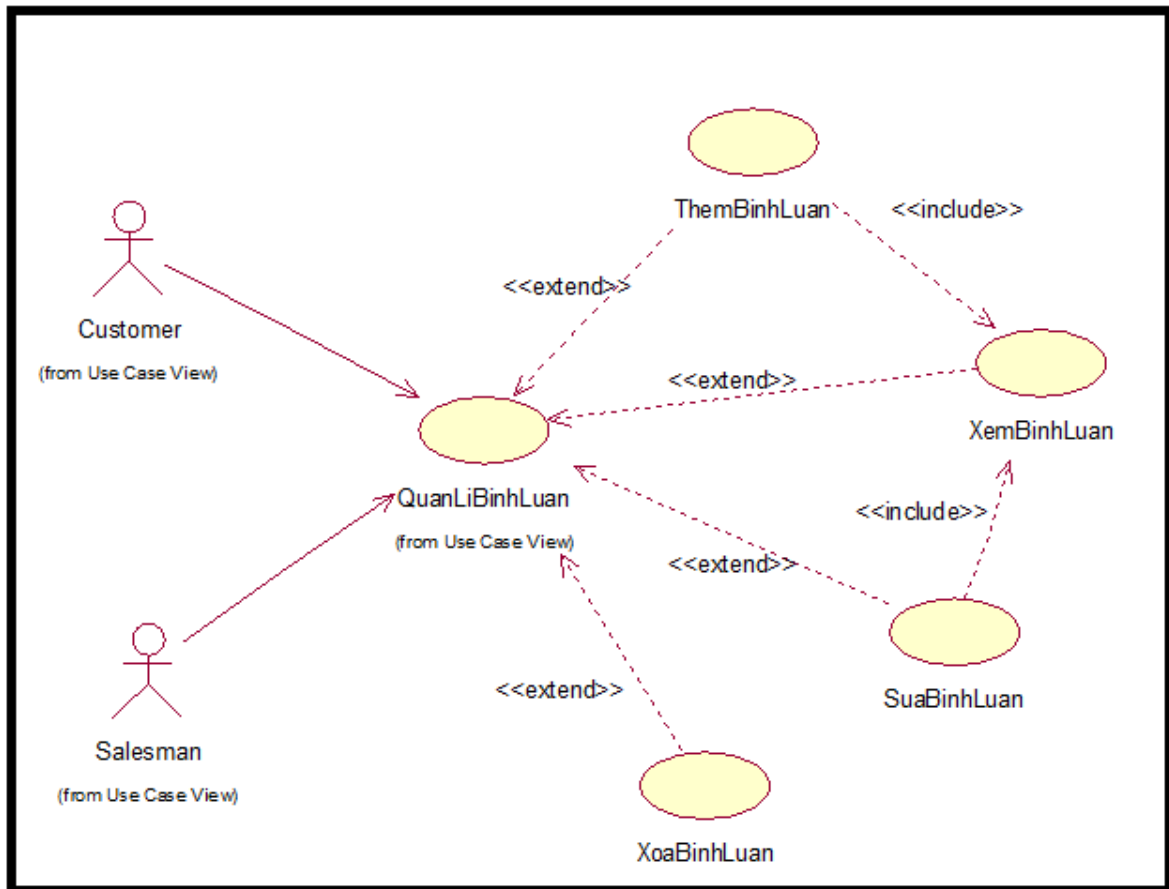 ThemBinhLuan
<<include>>
<<extend>>
Customer
(from Use Case View)
<<extend>>
XemBinhLuan
QuanLiBinhLuan
(from Use Case View)
<<include>>
<<extend>>
SuaBinhLuan
<<extend>>
Salesman
(from Use Case View)
XoaBinhLuan